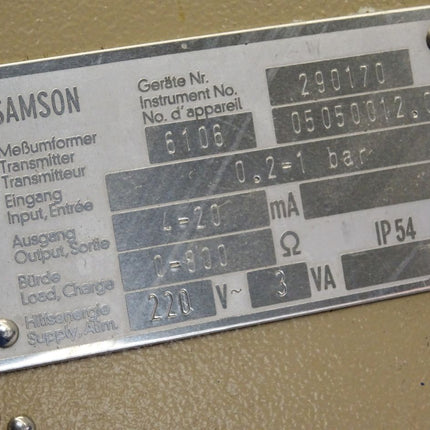 SAMSON
Geräte Nr.
Instrument No. 290170
No. d'appareil 05050012.
Meßumformer
Transmitter 6106
Transmitteur
Eingang
Input, Entrée 0.2=1 bar
Ausgang
Output, Sortie 4=20 mA
Bürde
Load, Charge 0=800 Ω IP 54
Hilfsenergie
Supply, Alim. 220 V~ 3 VA